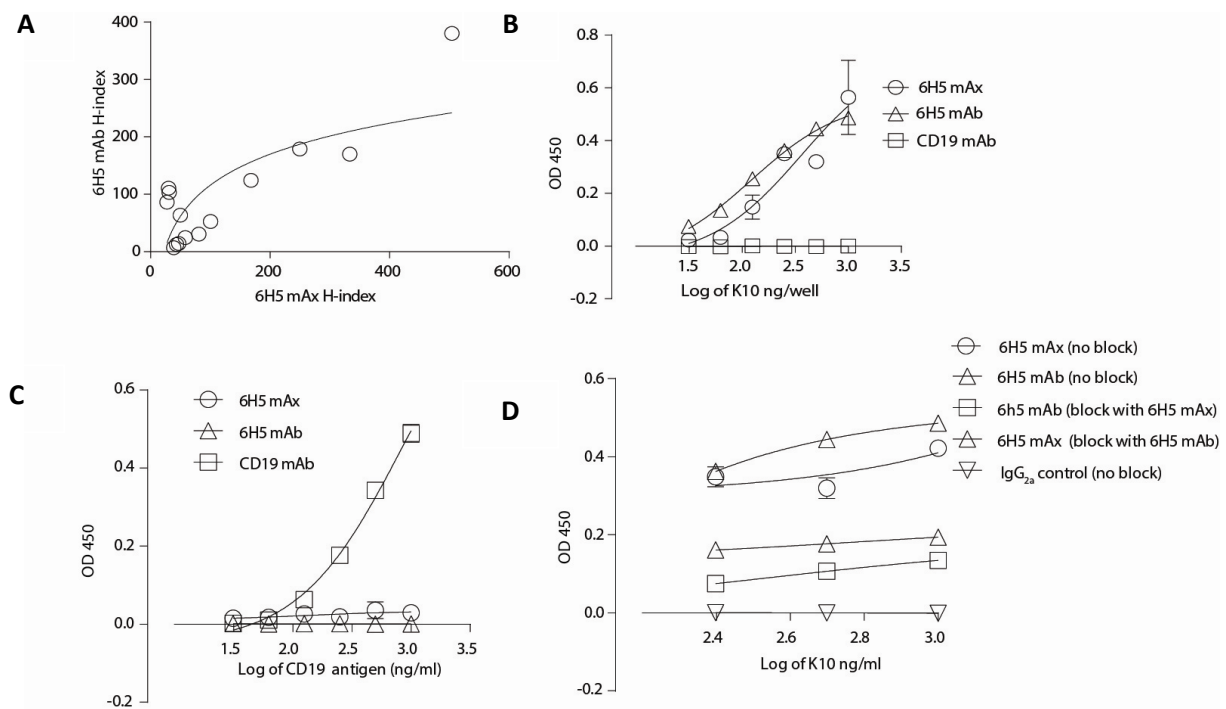 A
400
300
200
100
0
6H5 mAb H-index
0
200
400
600
6H5 mAx H-index
B
0.8
0.6
0.4
0.2
0.0
-0.2
OD 450
1.5
2.0
2.5
3.0
3.5
Log of K10 ng/well
6H5 mAx
6H5 mAb
CD19 mAb
C
0.6
0.4
0.2
0.0
-0.2
OD 450
6H5 mAx
6H5 mAb
CD19 mAb
1.5
2.0
2.5
3.0
3.5
Log of CD19 antigen (ng/ml)
D
0.6
0.4
0.2
0.0
-0.2
OD 450
2.4
2.6
2.8
3.0
Log of K10 ng/ml
6H5 mAx (no block)
6H5 mAb (no block)
6h5 mAb (block with 6H5 mAx)
6H5 mAx (block with 6H5 mAb)
IgG2a control (no block)